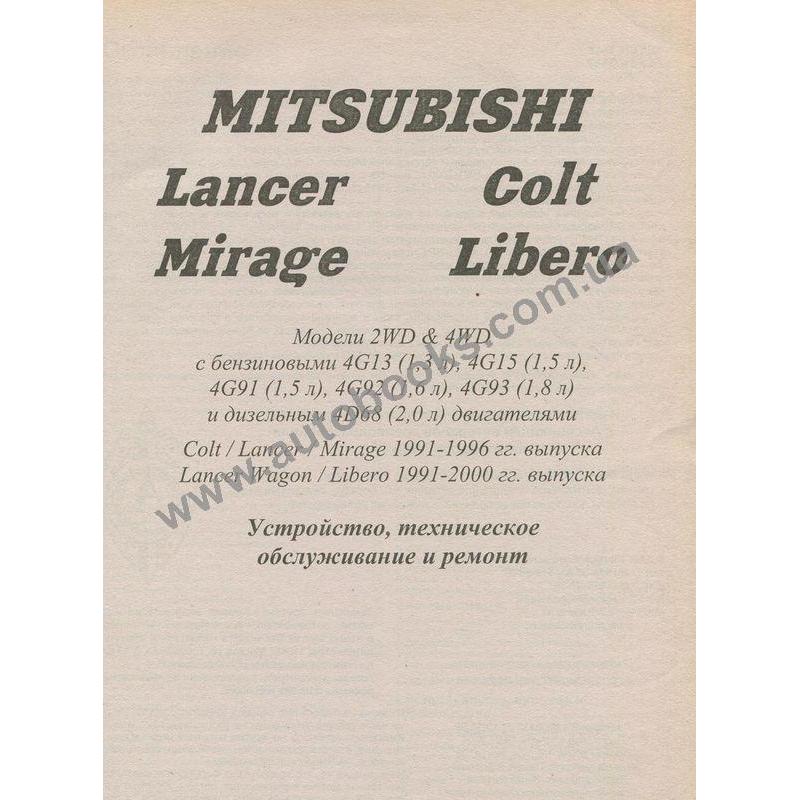 MITSUBISHI
Lancer Colt
Mirage Libero
Модели 2WD & 4WD
с бензиновыми 4G13 (1,3 л), 4G15 (1,5 л),
4G91 (1,5 л), 4G92 (1,6 л), 4G93 (1,8 л)
и дизельным 4D68 (2,0 л) двигателями
Colt / Lancer / Mirage 1991-1996 гг. выпуска
Lancer Wagon / Libero 1991-2000 гг. выпуска
Устройство, техническое
обслуживание и ремонт
www.autobooks.com.ua